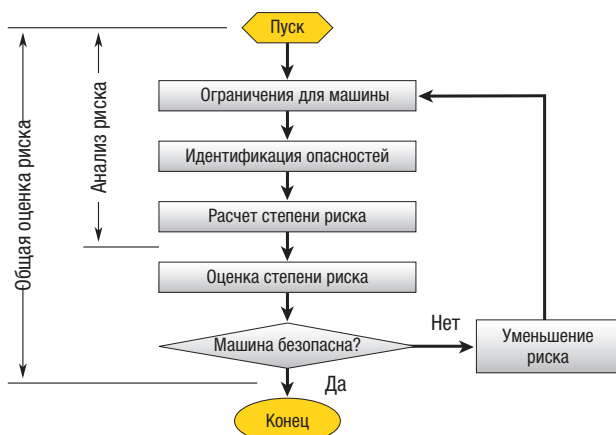 Пуск
Ограничения для машины
Идентификация опасностей
Расчет степени риска
Оценка степени риска
Машина безопасна?
Нет
Уменьшение
риска
Да
Конец
Анализ риска
Общая оценка риска